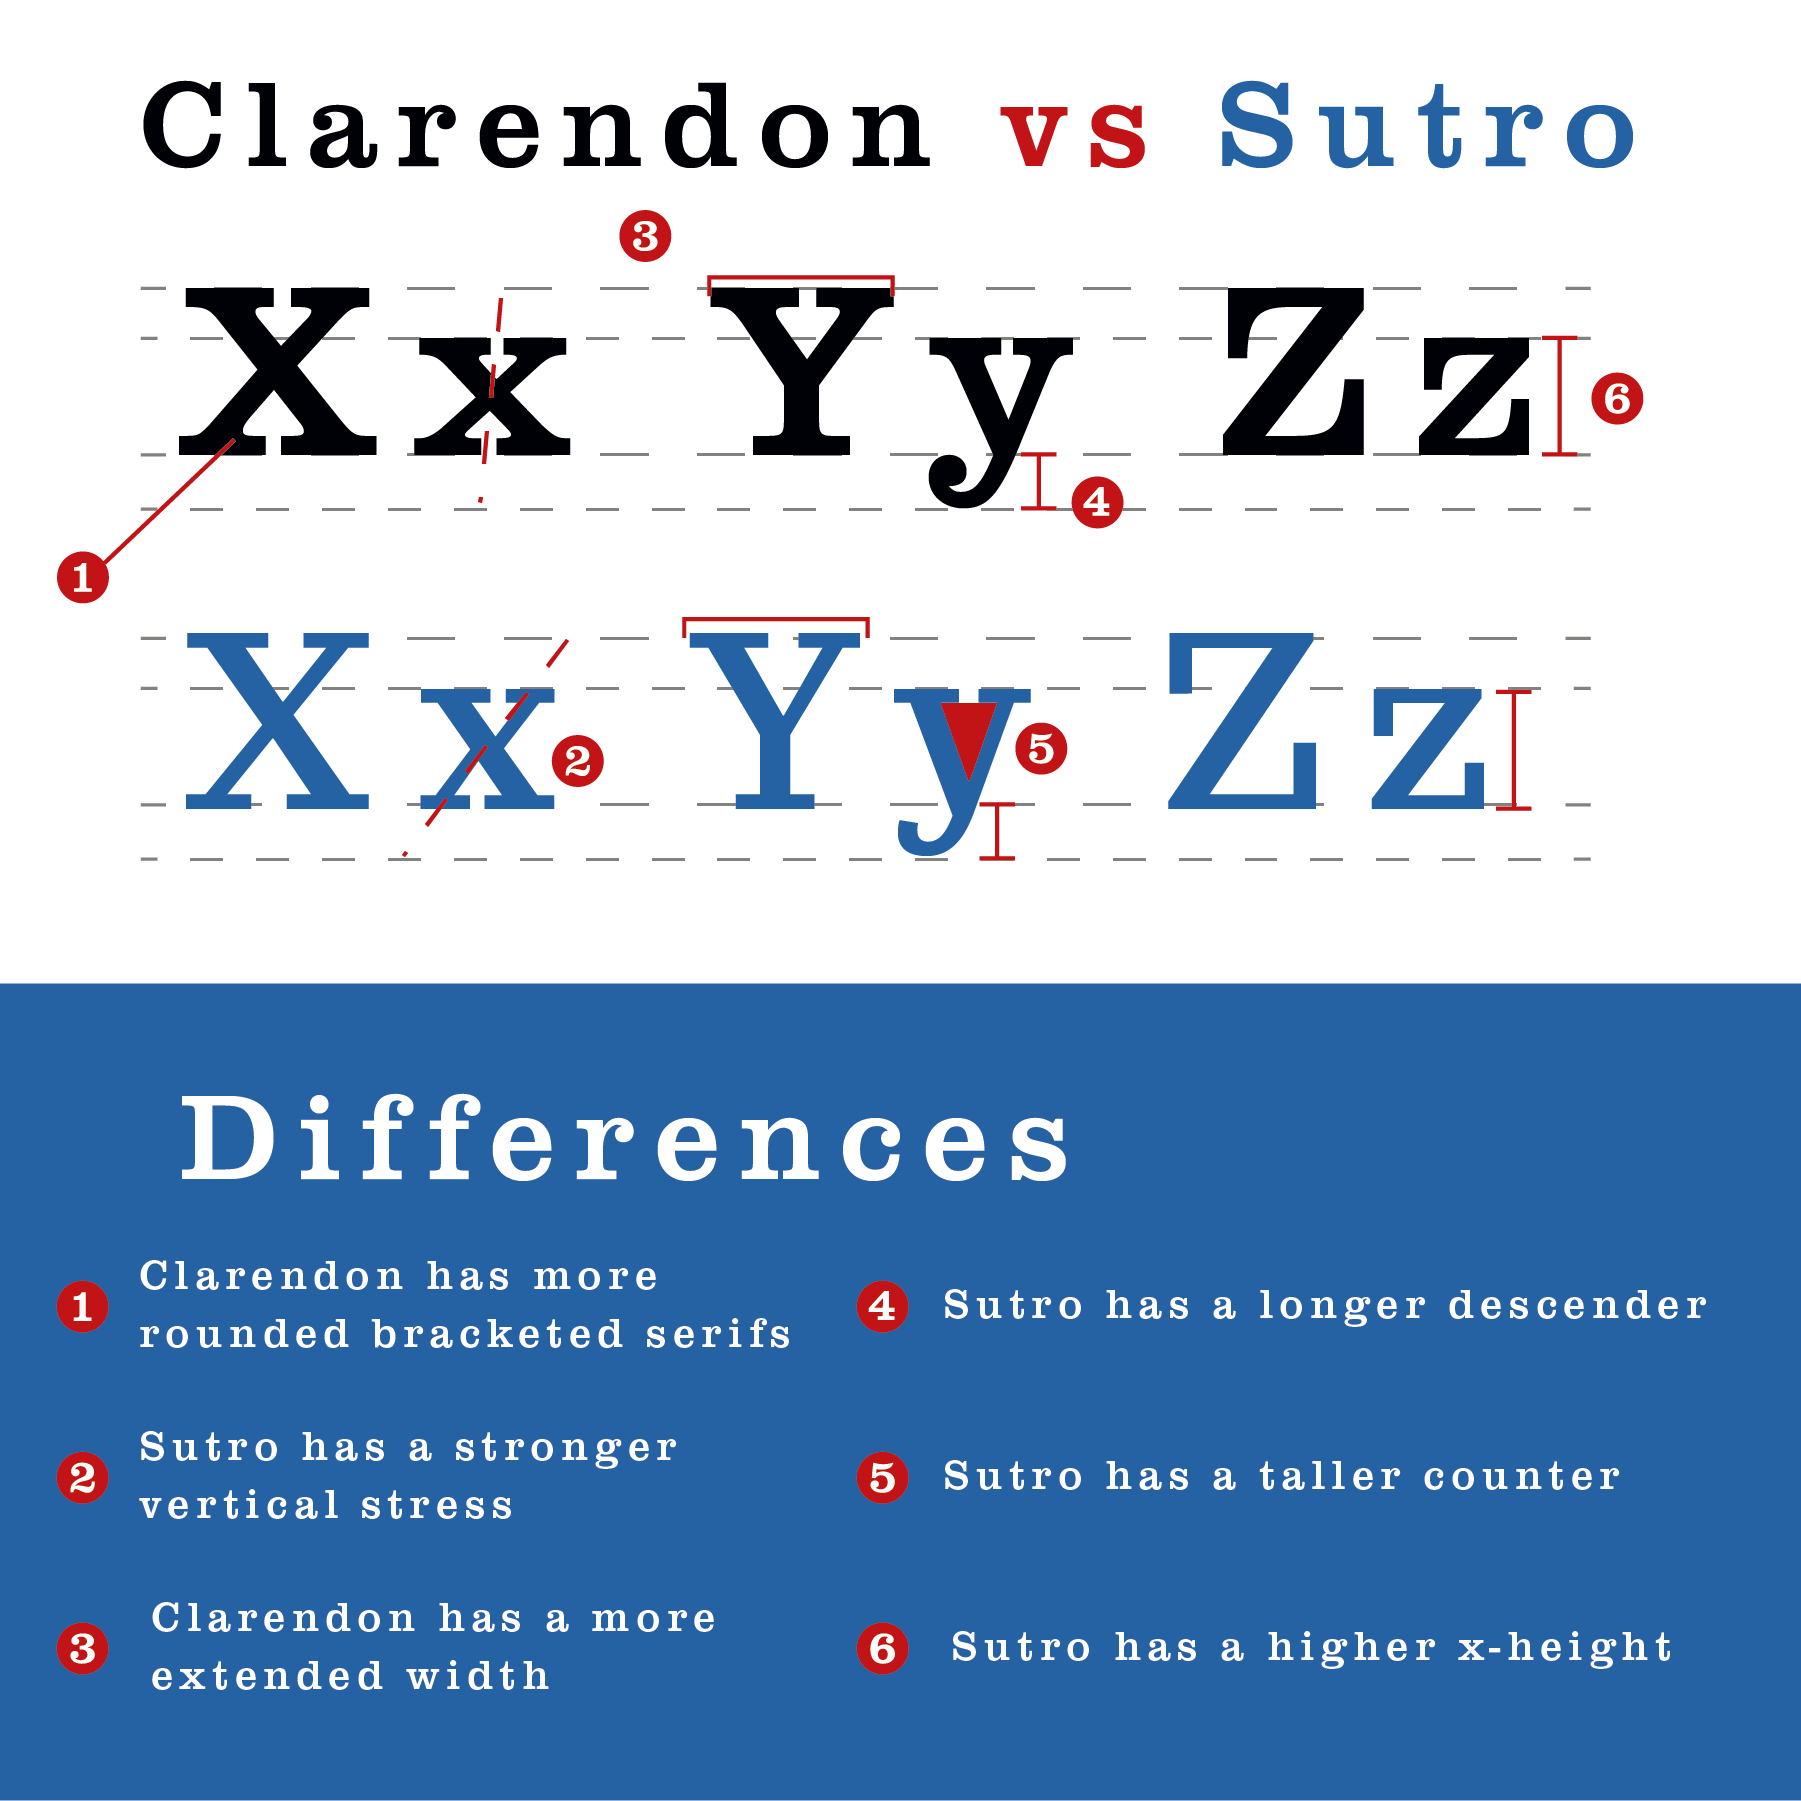 Clarendon vs Sutro
3
Xx Yy Zz
6
4
1
Xx Yy Zz
2
5
Differences
1 Clarendon has more
rounded bracketed serifs
2 Sutro has a stronger
vertical stress
3 Clarendon has a more
extended width
4 Sutro has a longer descender
5 Sutro has a taller counter
6 Sutro has a higher x-height